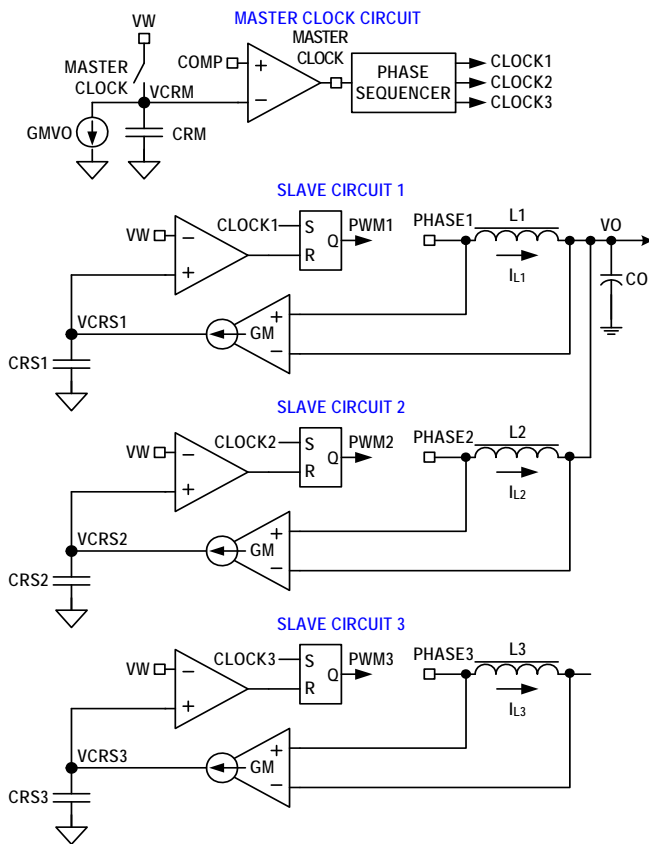 MASTER CLOCK CIRCUIT
VW
MASTER
CLOCK
VCRM
GMVO
CRM
COMP
+
−
MASTER
CLOCK
PHASE
SEQUENCER
CLOCK1
CLOCK2
CLOCK3
SLAVE CIRCUIT 1
VW
−
+
CLOCK1
S
R
Q
PWM1
PHASE1
L1
IL1
VO
CO
VCRS1
CRS1
GM
+
−
SLAVE CIRCUIT 2
VW
−
+
CLOCK2
S
R
Q
PWM2
PHASE2
L2
IL2
VCRS2
CRS2
GM
+
−
SLAVE CIRCUIT 3
VW
−
+
CLOCK3
S
R
Q
PWM3
PHASE3
L3
IL3
VCRS3
CRS3
GM
+
−